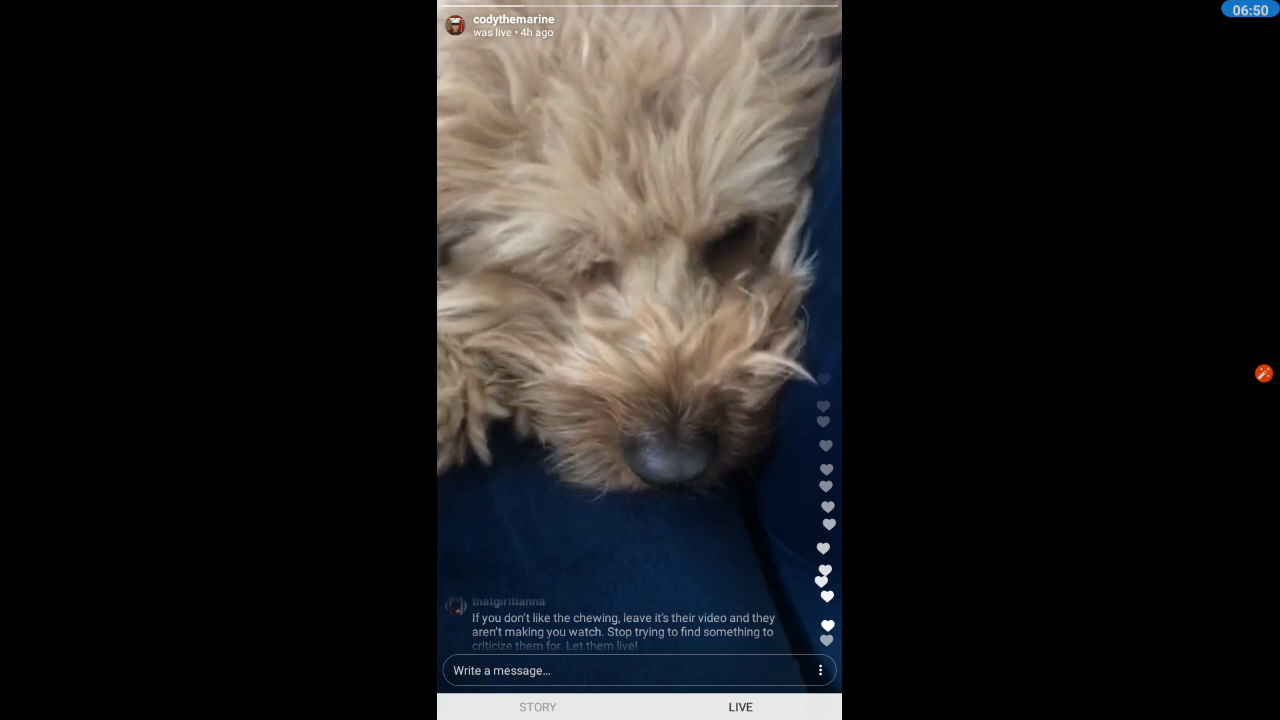 06:50
codythemarine
was live • 4h ago
thatgirltianna
If you don't like the chewing, leave it's their video and they
aren't making you watch. Stop trying to find something to
criticize them for. Let them live!
Write a message...
STORY
LIVE